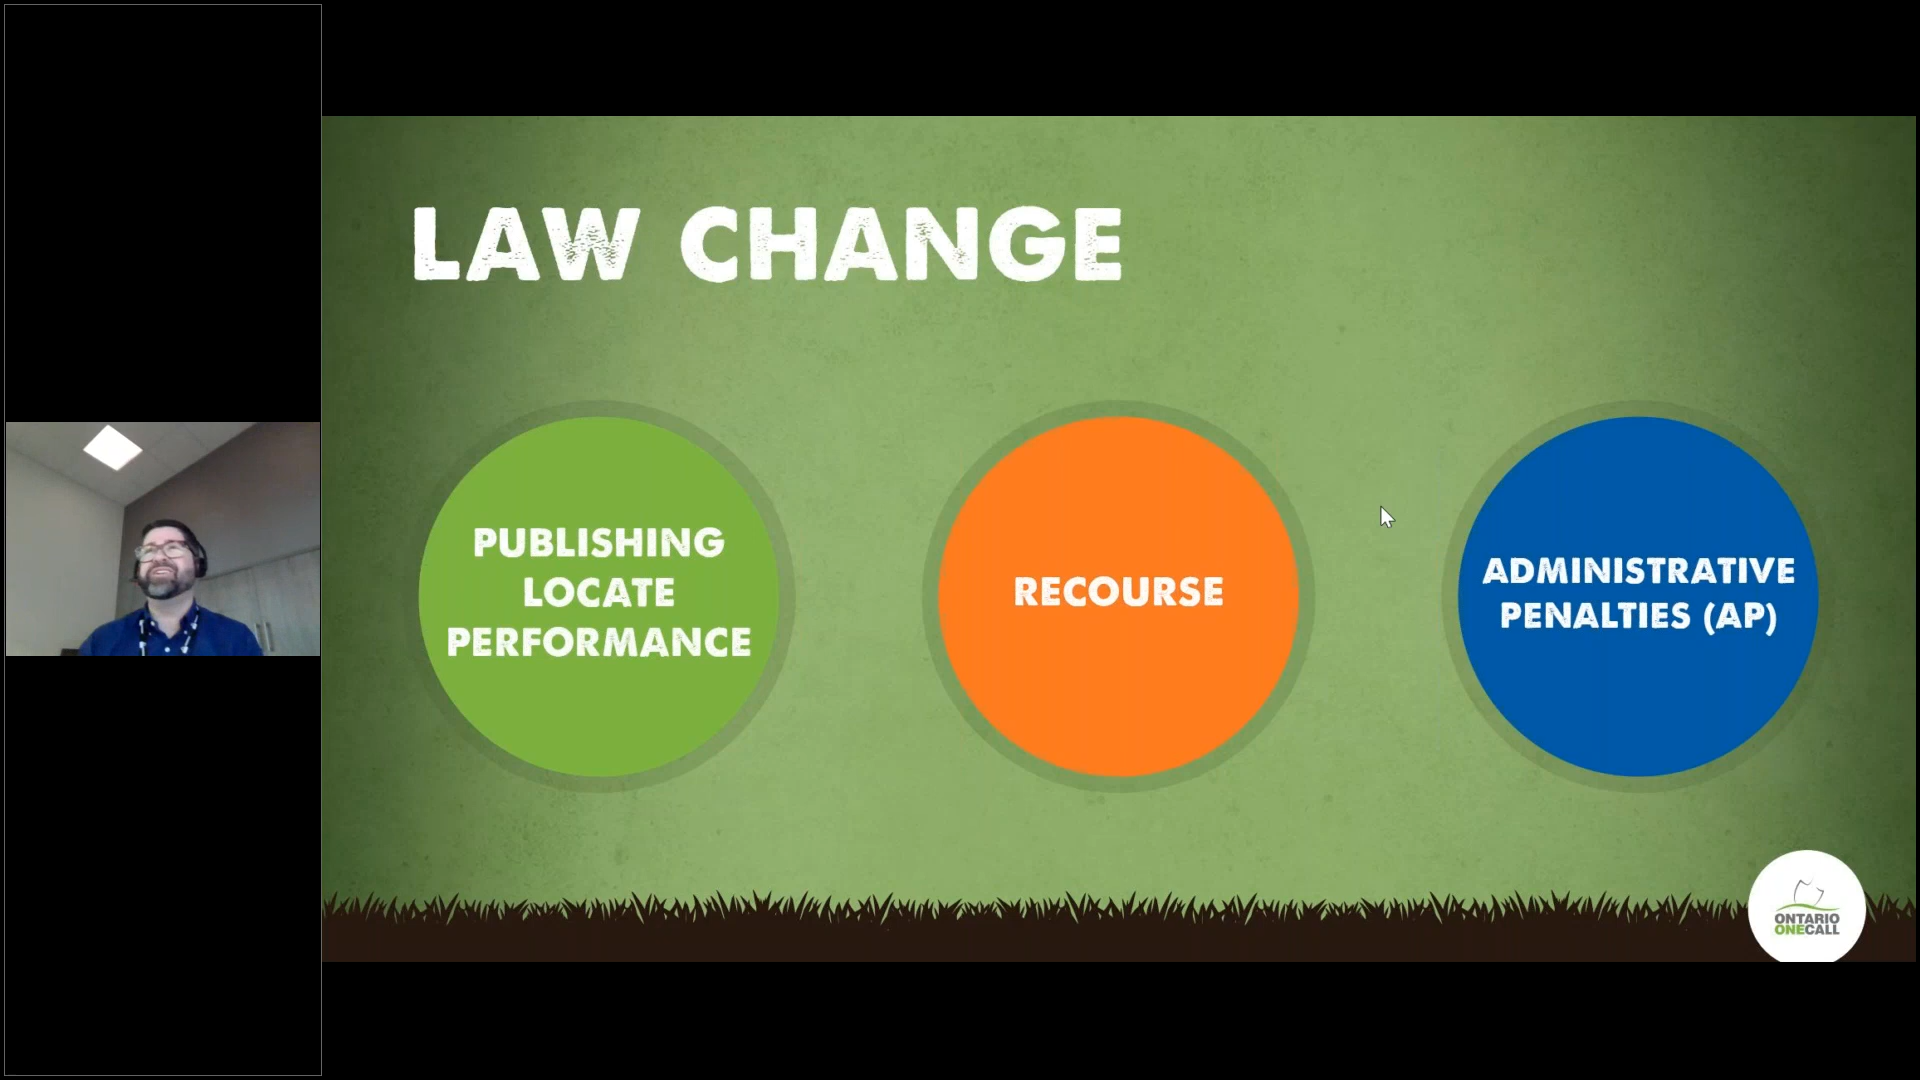 LAW CHANGE
PUBLISHING
LOCATE
PERFORMANCE
RECOURSE
ADMINISTRATIVE
PENALTIES (AP)
ONTARIO
ONECALL